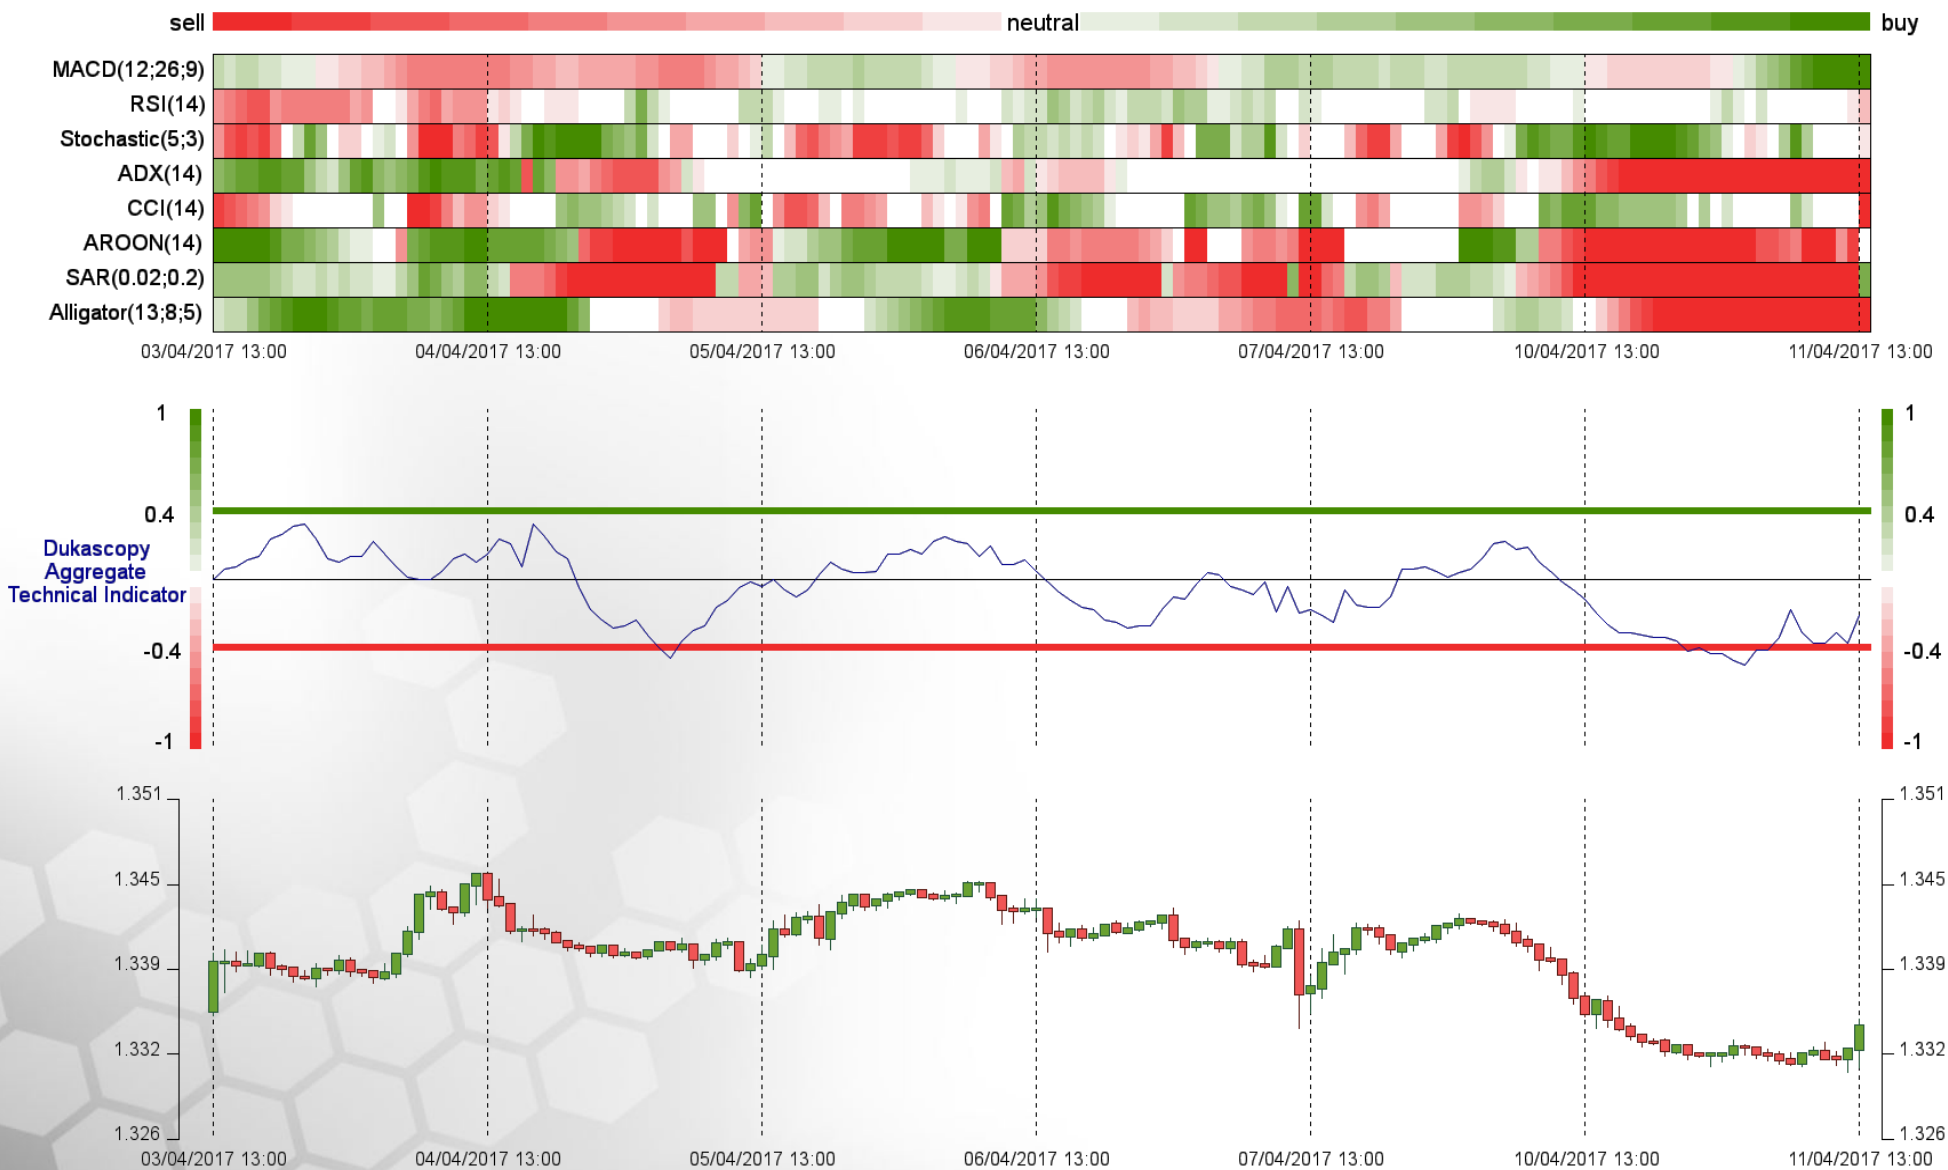 sell neutral buy
MACD(12;26;9)
RSI(14)
Stochastic(5;3)
ADX(14)
CCI(14)
AROON(14)
SAR(0.02;0.2)
Alligator(13;8;5)
03/04/2017 13:00 04/04/2017 13:00 05/04/2017 13:00 06/04/2017 13:00 07/04/2017 13:00 10/04/2017 13:00 11/04/2017 13:00
1 1
0.4 0.4
Dukascopy
Aggregate
Technical Indicator
-0.4 -0.4
-1 -1
1.351 1.351
1.345 1.345
1.339 1.339
1.332 1.332
1.326 1.326
03/04/2017 13:00 04/04/2017 13:00 05/04/2017 13:00 06/04/2017 13:00 07/04/2017 13:00 10/04/2017 13:00 11/04/2017 13:00